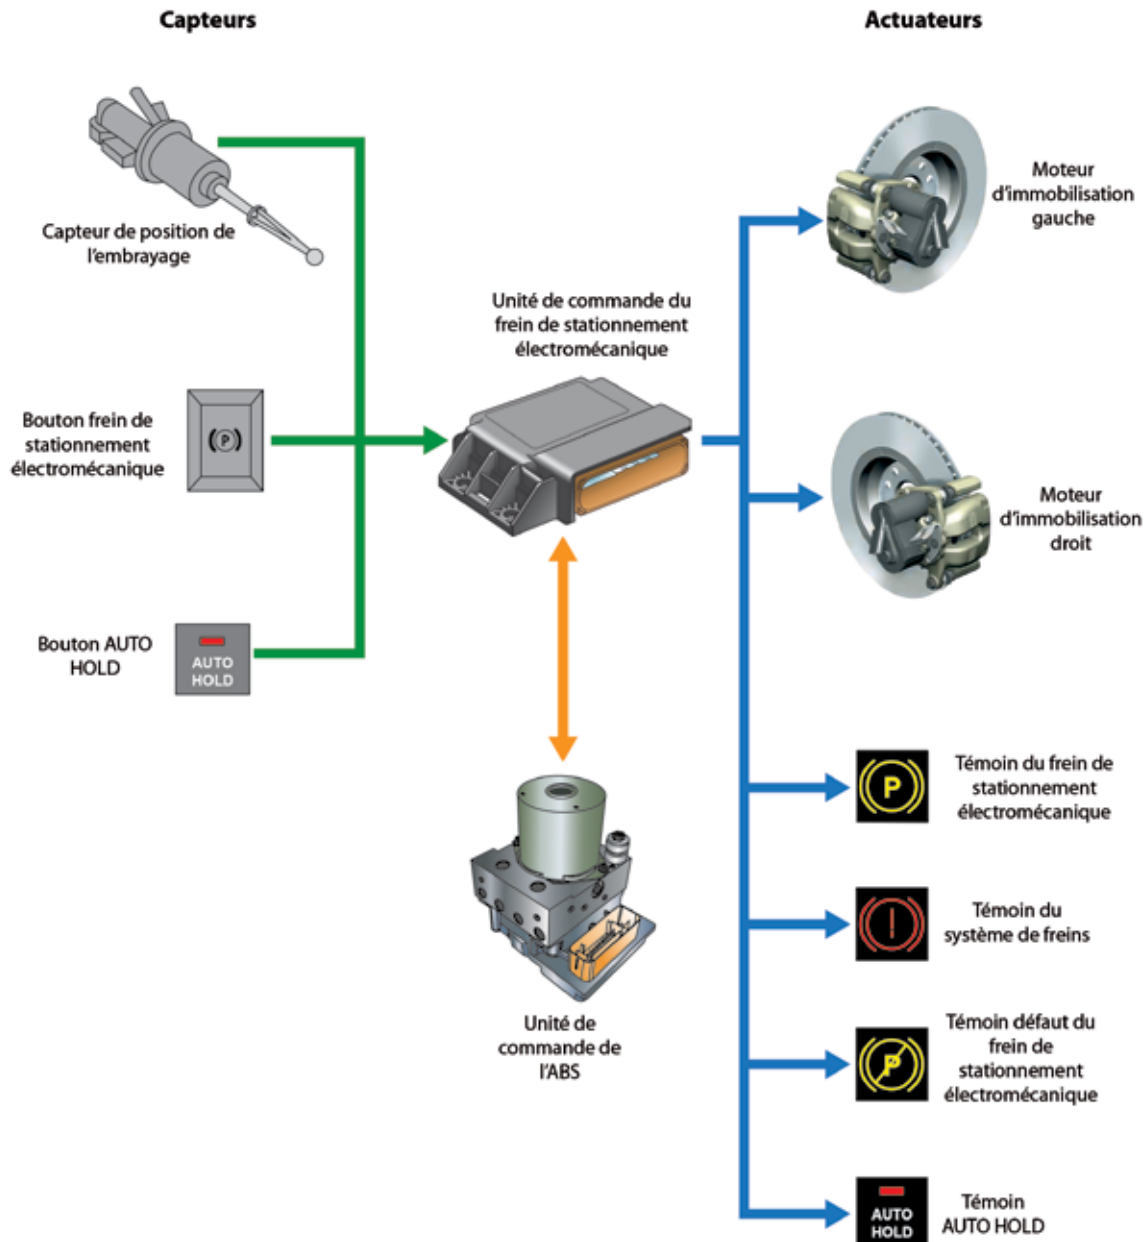 Capteurs
Actuateurs
Capteur de position de
l'embrayage
Moteur
d'immobilisation
gauche
Unité de commande du
frein de stationnement
électromécanique
Bouton frein de
stationnement
électromécanique
P
Moteur
d'immobilisation
droit
Bouton AUTO
HOLD
AUTO
HOLD
P
Témoin du frein de
stationnement
électromécanique
!
Témoin du
système de freins
Unité de
commande de
l'ABS
P
Témoin défaut du
frein de
stationnement
électromécanique
AUTO
HOLD
Témoin
AUTO HOLD